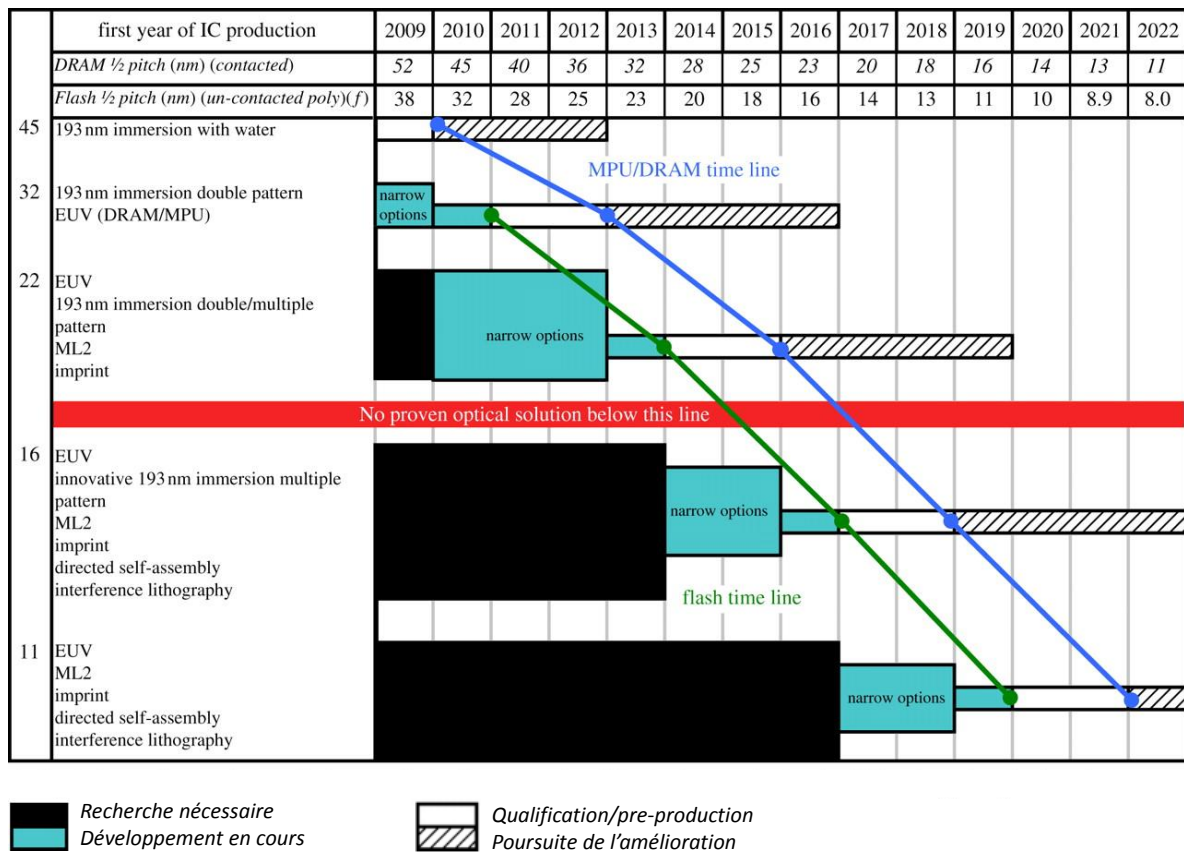 first year of IC production 2009 2010 2011 2012 2013 2014 2015 2016 2017 2018 2019 2020 2021 2022
DRAM ½ pitch (nm) (contacted) 52 45 40 36 32 28 25 23 20 18 16 14 13 11
Flash ½ pitch (nm) (un-contacted poly)(f) 38 32 28 25 23 20 18 16 14 13 11 10 8.9 8.0
45 193 nm immersion with water
MPU/DRAM time line
32 193 nm immersion double pattern
EUV (DRAM/MPU)
narrow
options
22 EUV
193 nm immersion double/multiple
pattern
ML2
imprint
narrow options
No proven optical solution below this line
16 EUV
innovative 193 nm immersion multiple
pattern
ML2
imprint
directed self-assembly
interference lithography
narrow options
flash time line
11 EUV
ML2
imprint
directed self-assembly
interference lithography
narrow options
Recherche nécessaire
Développement en cours
Qualification/pre-production
Poursuite de l’amélioration